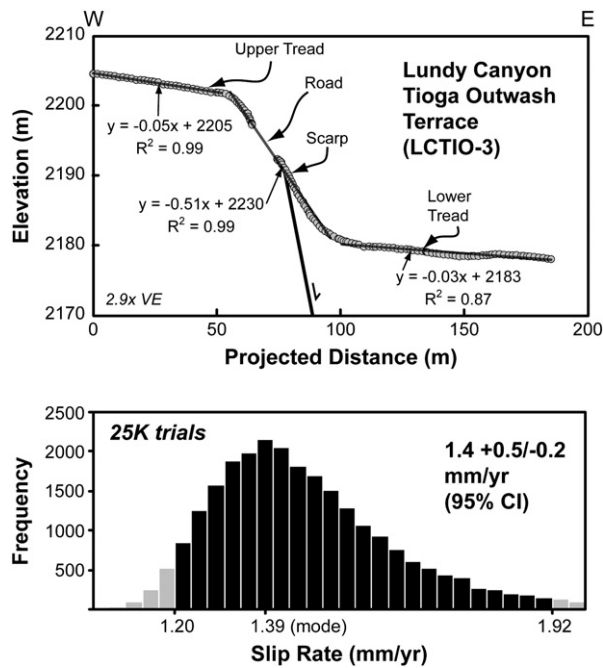 W
E
2210
2200
2190
2180
2170
Elevation (m)
Upper Tread
Road
Scarp
Lundy Canyon
Tioga Outwash
Terrace
(LCTIO-3)
y = -0.05x + 2205
R² = 0.99
y = -0.51x + 2230
R² = 0.99
Lower
Tread
y = -0.03x + 2183
R² = 0.87
2.9x VE
0
50
100
150
200
Projected Distance (m)
2500
2000
1500
1000
500
Frequency
25K trials
1.4 +0.5/-0.2
mm/yr
(95% CI)
1.20
1.39 (mode)
1.92
Slip Rate (mm/yr)